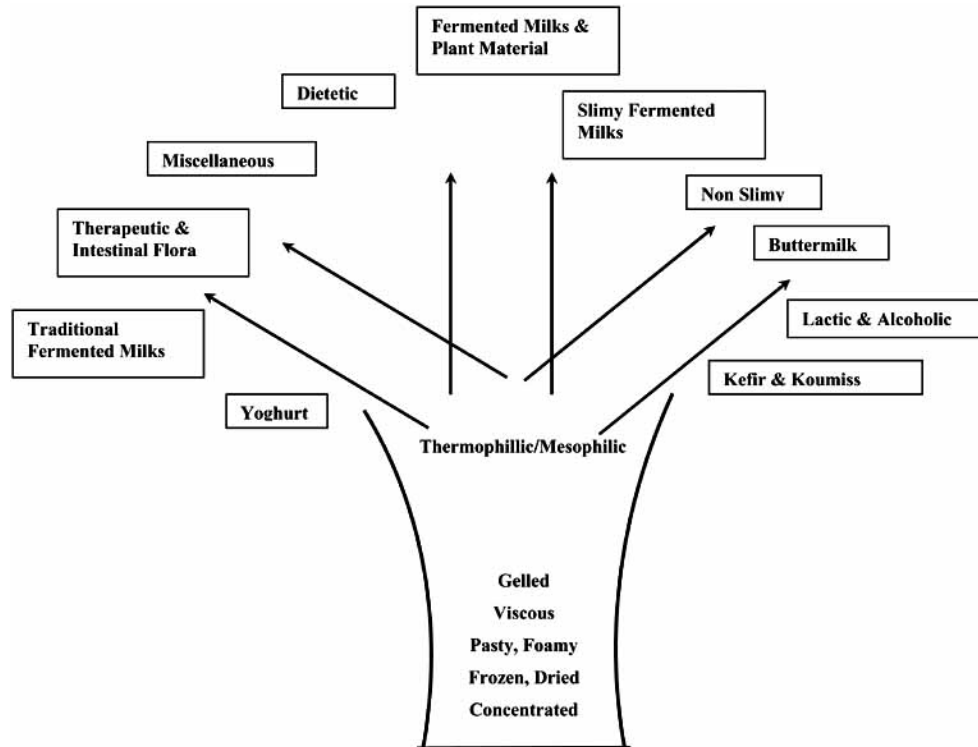 Fermented Milks &
Plant Material
Dietetic
Slimy Fermented
Milks
Miscellaneous
Non Slimy
Therapeutic &
Intestinal Flora
Buttermilk
Traditional
Fermented Milks
Lactic & Alcoholic
Kefir & Koumiss
Yoghurt
Thermophillic/Mesophilic
Gelled
Viscous
Pasty, Foamy
Frozen, Dried
Concentrated